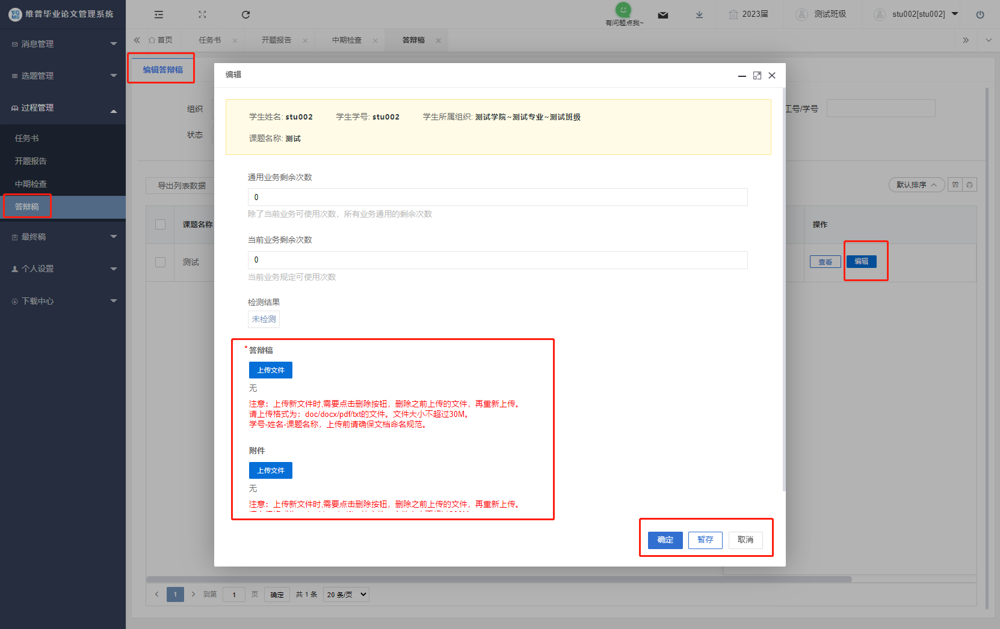 维普毕业论文管理系统
有问题点我~
2023届
测试班级
stu002[stu002]
首页
任务书
开题报告
中期检查
答辩稿
消息管理
选题管理
过程管理
任务书
开题报告
中期检查
答辩稿
最终稿
个人设置
下载中心
编辑答辩稿
组织
工号/学号
状态
导出列表数据
默认排序
课题名称
操作
测试
查看
编辑
编辑
学生姓名: stu002 学生学号: stu002 学生所属组织: 测试学院~测试专业~测试班级
课题名称: 测试
通用业务剩余次数
0
除了当前业务可使用次数，所有业务通用的剩余次数
当前业务剩余次数
0
当前业务规定可使用次数
检测结果
未检测
*答辩稿
上传文件
无
注意：上传新文件时,需要点击删除按钮，删除之前上传的文件，再重新上传。
请上传格式为：doc/docx/pdf/txt的文件。文件大小不超过30M。
学号-姓名-课题名称，上传前请确保文档命名规范。
附件
上传文件
无
注意：上传新文件时,需要点击删除按钮，删除之前上传的文件，再重新上传。
确定 暂存 取消
1 到第 1 页 确定 共 1 条 20 条/页